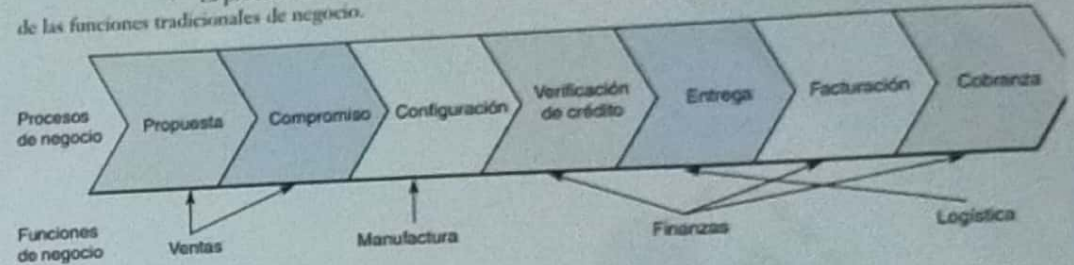 de las funciones tradicionales de negocio.
Procesos
de negocio
Propuesta
Compromiso
Configuración
Verificación
de crédito
Entrega
Facturación
Cobranza
Funciones
de negocio
Ventas
Manufactura
Finanzas
Logística